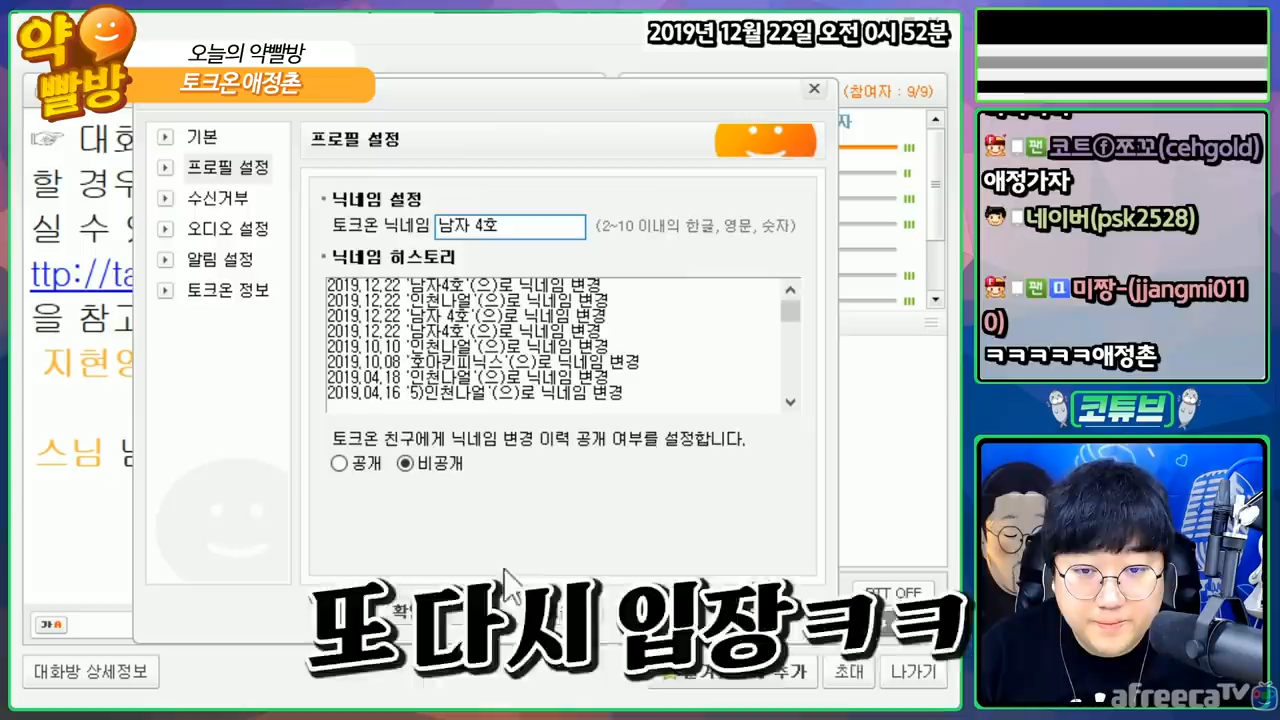 약빨방
오늘의 약빨방
토크온 애정촌
2019년 12월 22일 오전 0시 52분
(참여자 : 9/9)
☞ 대화
할 경우
실 수 있
ttp://ta
을 참고
지현영
스님 님
기본
프로필 설정
수신거부
오디오 설정
알림 설정
토크온 정보
프로필 설정
닉네임 설정
토크온 닉네임 남자 4호 (2~10 이내의 한글, 영문, 숫자)
닉네임 히스토리
2019.12.22 '남자4호'(으)로 닉네임 변경
2019.12.22 '인천나얼'(으)로 닉네임 변경
2019.12.22 '남자 4호'(으)로 닉네임 변경
2019.12.22 '남자4호'(으)로 닉네임 변경
2019.10.10 '인천나얼'(으)로 닉네임 변경
2019.10.08 '호아킨피닉스'(으)로 닉네임 변경
2019.04.18 '인천나얼'(으)로 닉네임 변경
2019.04.16 '5)인천나얼'(으)로 닉네임 변경
토크온 친구에게 닉네임 변경 이력 공개 여부를 설정합니다.
공개 비공개
PTT OFF
가A
또 다시 입장ㅋㅋ
대화방 상세정보
추가
초대
나가기
팬 코트ⓕ쪼꼬(cehgold)
애정가자
네이버(psk2528)
팬 미짱-(jjangmi011
0)
ㅋㅋㅋㅋㅋ애정촌
코튜브
afreecaTV